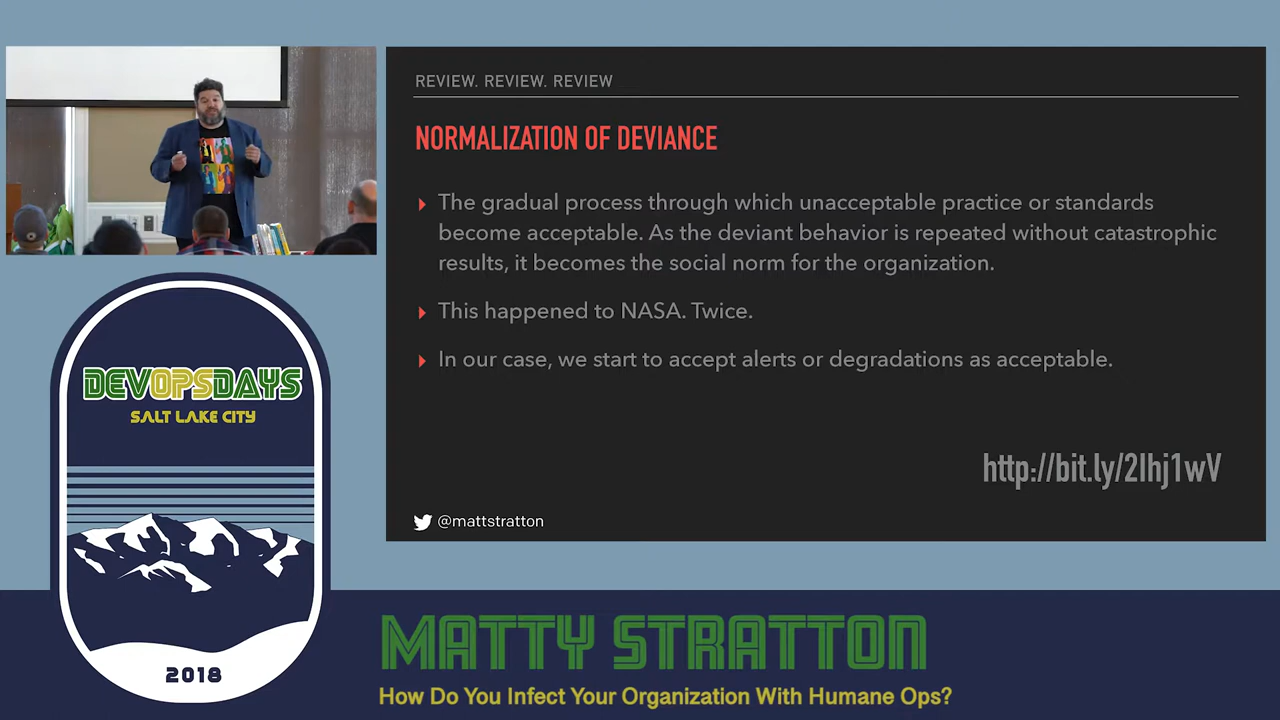 REVIEW. REVIEW. REVIEW
NORMALIZATION OF DEVIANCE
The gradual process through which unacceptable practice or standards
become acceptable. As the deviant behavior is repeated without catastrophic
results, it becomes the social norm for the organization.
This happened to NASA. Twice.
In our case, we start to accept alerts or degradations as acceptable.
http://bit.ly/2Ihj1wV
@mattstratton
DEVOPSDAYS
SALT LAKE CITY
2018
MATTY STRATTON
How Do You Infect Your Organization With Humane Ops?